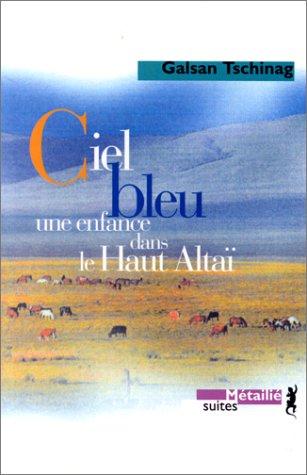 Galsan Tschinag
Ciel
bleu
une enfance
dans
le Haut Altaï
Métailié
suites